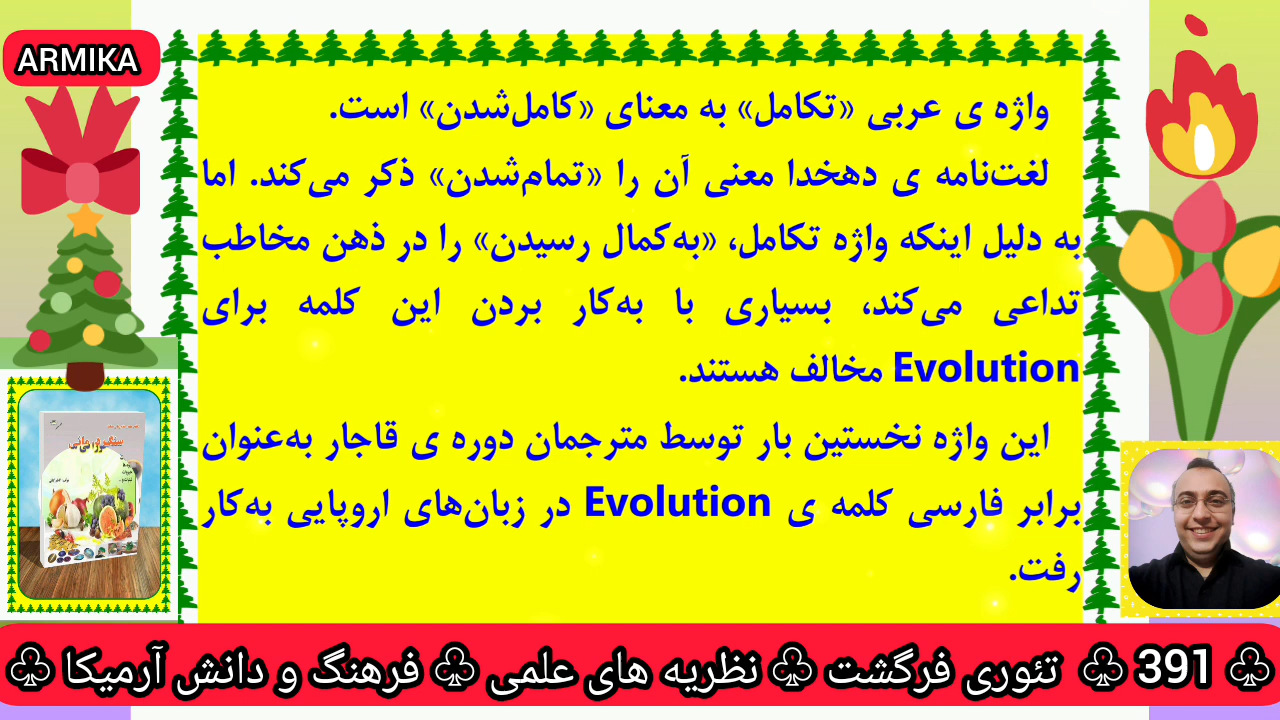 ARMIKA
واژه ی عربی «تکامل» به معنای «کامل‌شدن» است.
لغت‌نامه ی دهخدا معنی آن را «تمام‌شدن» ذکر می‌کند. اما
به دلیل اینکه واژه تکامل، «به‌کمال رسیدن» را در ذهن مخاطب
تداعی می‌کند، بسیاری با به‌کار بردن این کلمه برای
Evolution مخالف هستند.
این واژه نخستین بار توسط مترجمان دوره ی قاجار به‌عنوان
برابر فارسی کلمه ی Evolution در زبان‌های اروپایی به‌کار
رفت.
♧ 391 ♧ تئوری فرگشت ♧ نظریه های علمی ♧ فرهنگ و دانش آرمیکا ♧